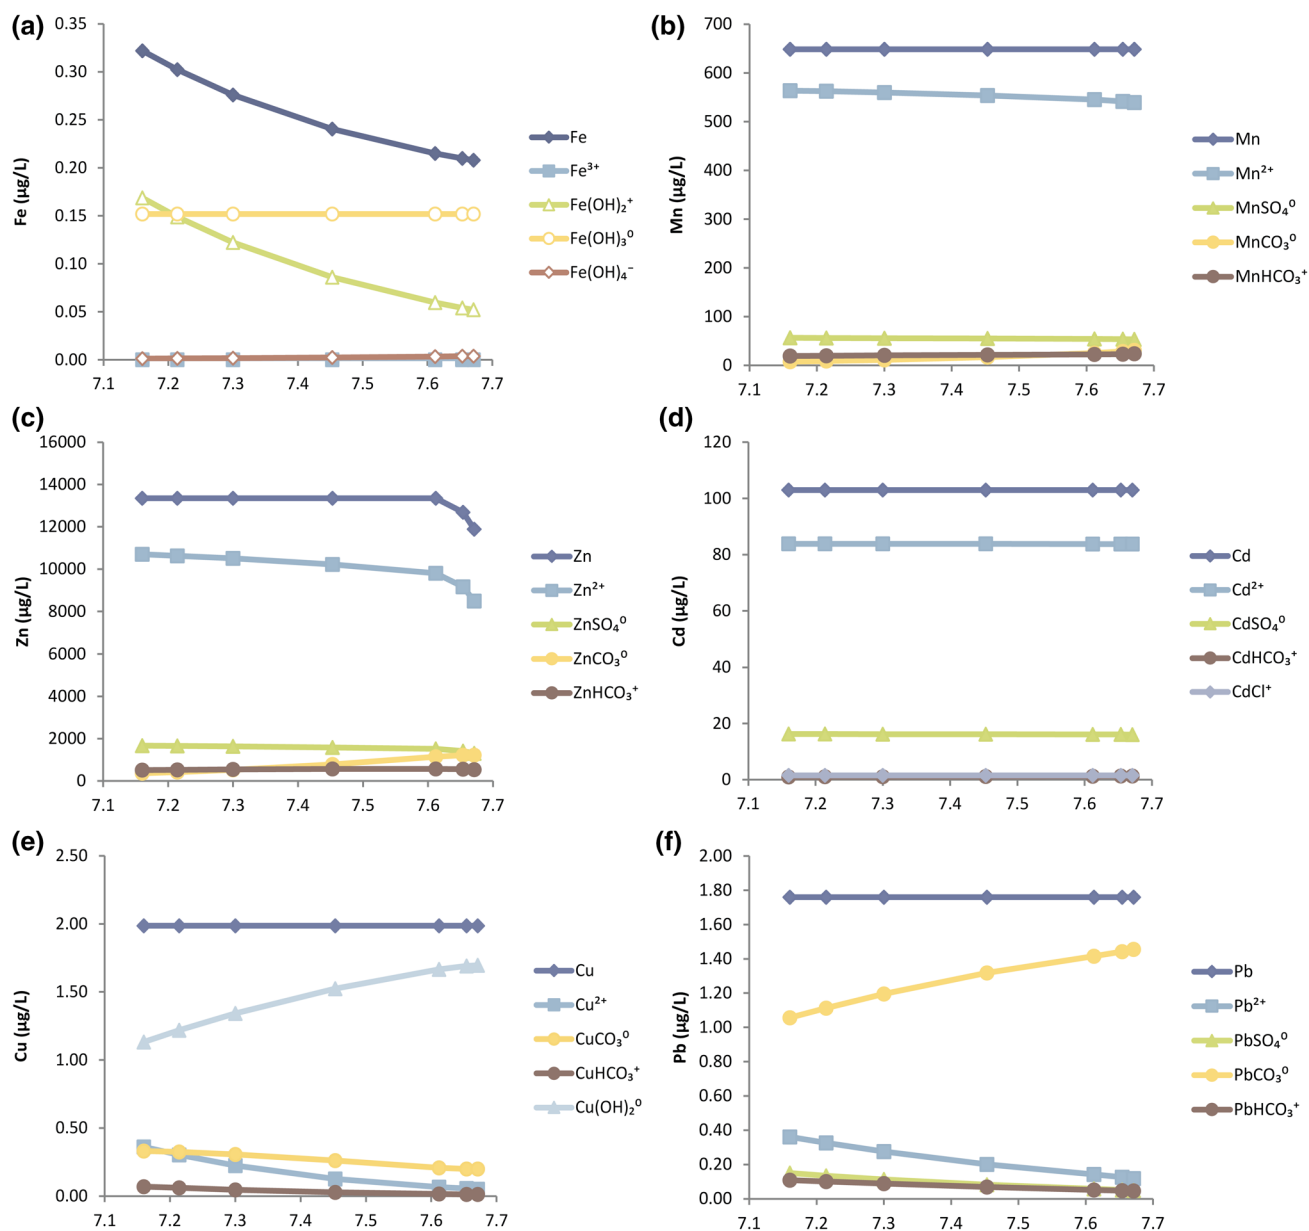 (a)
0.35
0.30
0.25
0.20
0.15
0.10
0.05
0.00
Fe (µg/L)
7.1 7.2 7.3 7.4 7.5 7.6 7.7
Fe
Fe³⁺
Fe(OH)₂⁺
Fe(OH)₃⁰
Fe(OH)₄⁻
(b)
700
600
500
400
300
200
100
0
Mn (µg/L)
7.1 7.2 7.3 7.4 7.5 7.6 7.7
Mn
Mn²⁺
MnSO₄⁰
MnCO₃⁰
MnHCO₃⁺
(c)
16000
14000
12000
10000
8000
6000
4000
2000
0
Zn (µg/L)
7.1 7.2 7.3 7.4 7.5 7.6 7.7
Zn
Zn²⁺
ZnSO₄⁰
ZnCO₃⁰
ZnHCO₃⁺
(d)
120
100
80
60
40
20
0
Cd (µg/L)
7.1 7.2 7.3 7.4 7.5 7.6 7.7
Cd
Cd²⁺
CdSO₄⁰
CdHCO₃⁺
CdCl⁺
(e)
2.50
2.00
1.50
1.00
0.50
0.00
Cu (µg/L)
7.1 7.2 7.3 7.4 7.5 7.6 7.7
Cu
Cu²⁺
CuCO₃⁰
CuHCO₃⁺
Cu(OH)₂⁰
(f)
2.00
1.80
1.60
1.40
1.20
1.00
0.80
0.60
0.40
0.20
0.00
Pb (µg/L)
7.1 7.2 7.3 7.4 7.5 7.6 7.7
Pb
Pb²⁺
PbSO₄⁰
PbCO₃⁰
PbHCO₃⁺